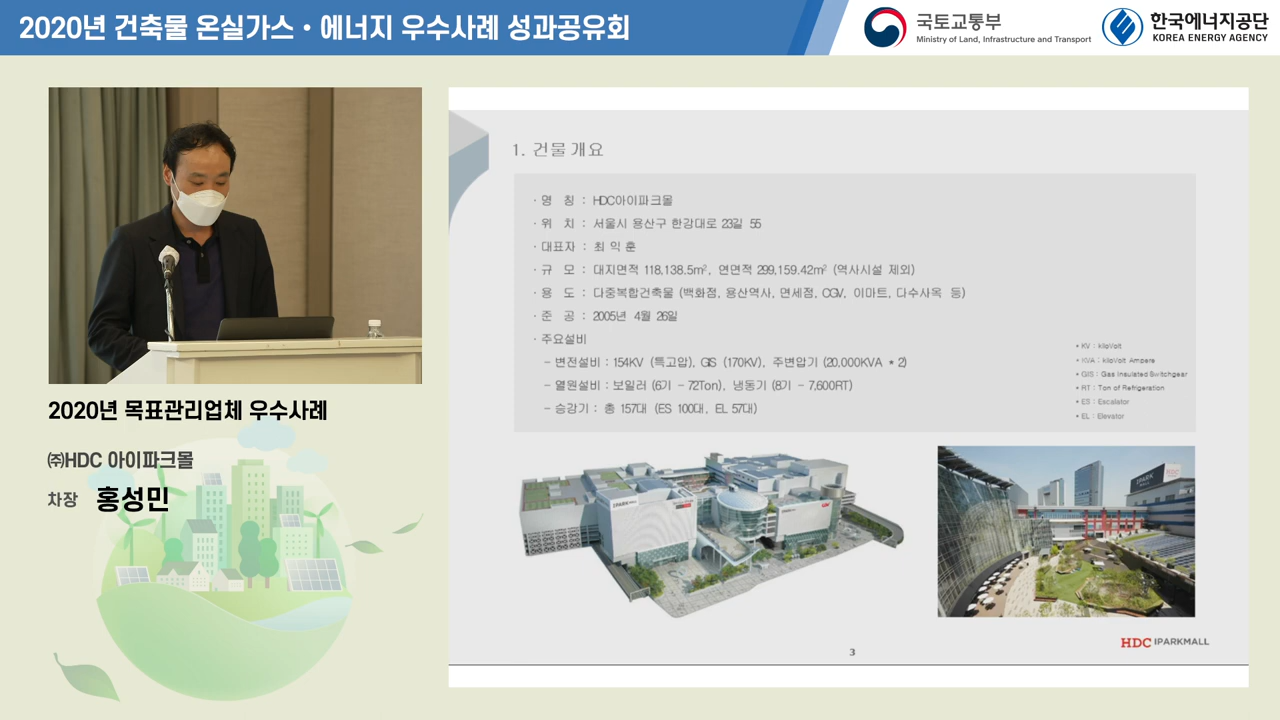 2020년 건축물 온실가스・에너지 우수사례 성과공유회
국토교통부
Ministry of Land, Infrastructure and Transport
한국에너지공단
KOREA ENERGY AGENCY
2020년 목표관리업체 우수사례
㈜HDC 아이파크몰
차장 홍성민
1. 건물 개요
· 명 칭 : HDC아이파크몰
· 위 치 : 서울시 용산구 한강대로 23길 55
· 대표자 : 최 익 훈
· 규 모 : 대지면적 118,138.5m², 연면적 299,159.42m² (역사시설 제외)
· 용 도 : 다중복합건축물 (백화점, 용산역사, 면세점, CGV, 이마트, 다수사옥 등)
· 준 공 : 2005년 4월 26일
· 주요설비
- 변전설비 : 154KV (특고압), GIS (170KV), 주변압기 (20,000KVA * 2)
- 열원설비 : 보일러 (6기 - 72Ton), 냉동기 (8기 - 7,600RT)
- 승강기 : 총 157대 (ES 100대, EL 57대)
• KV : kiloVolt
• KVA : kiloVolt Ampere
• GIS : Gas Insulated Switchgear
• RT : Ton of Refrigeration
• ES : Escalator
• EL : Elevator
HDC IPARKMALL
3